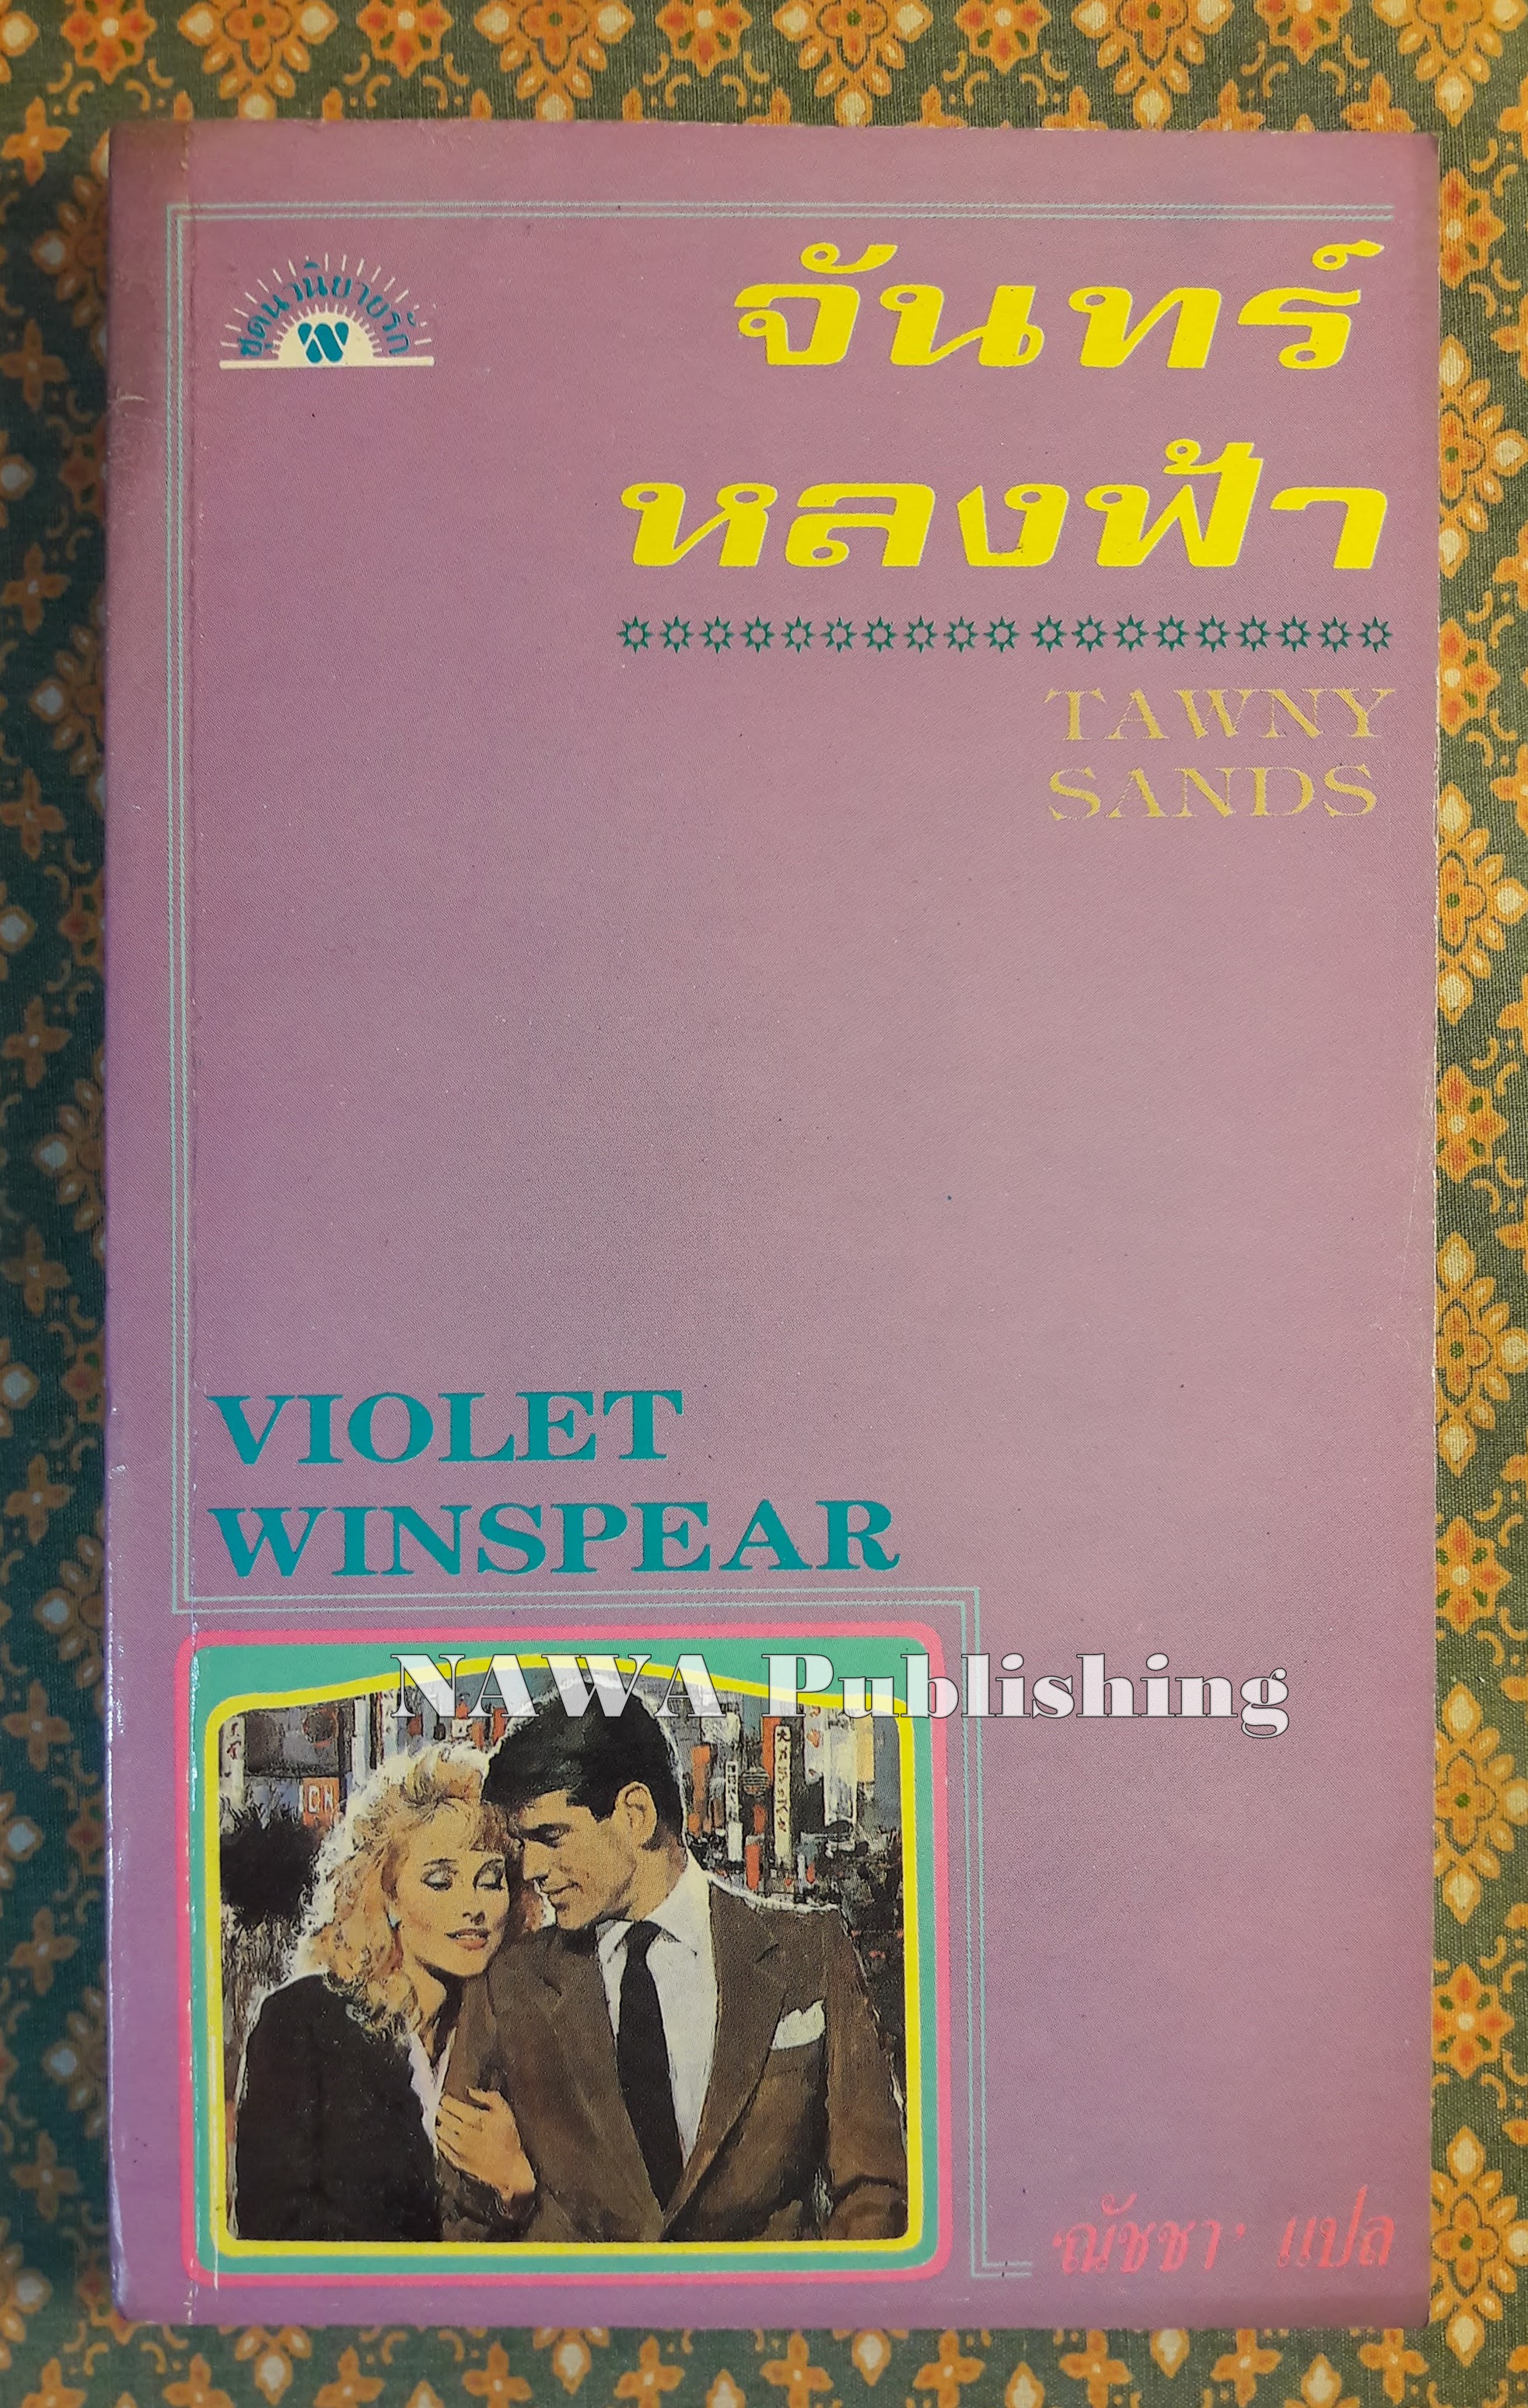 ชุดนวนิยายรัก
จันทร์
หลงฟ้า
TAWNY
SANDS
VIOLET
WINSPEAR
NAWA Publishing
'ณัชชา' แปล